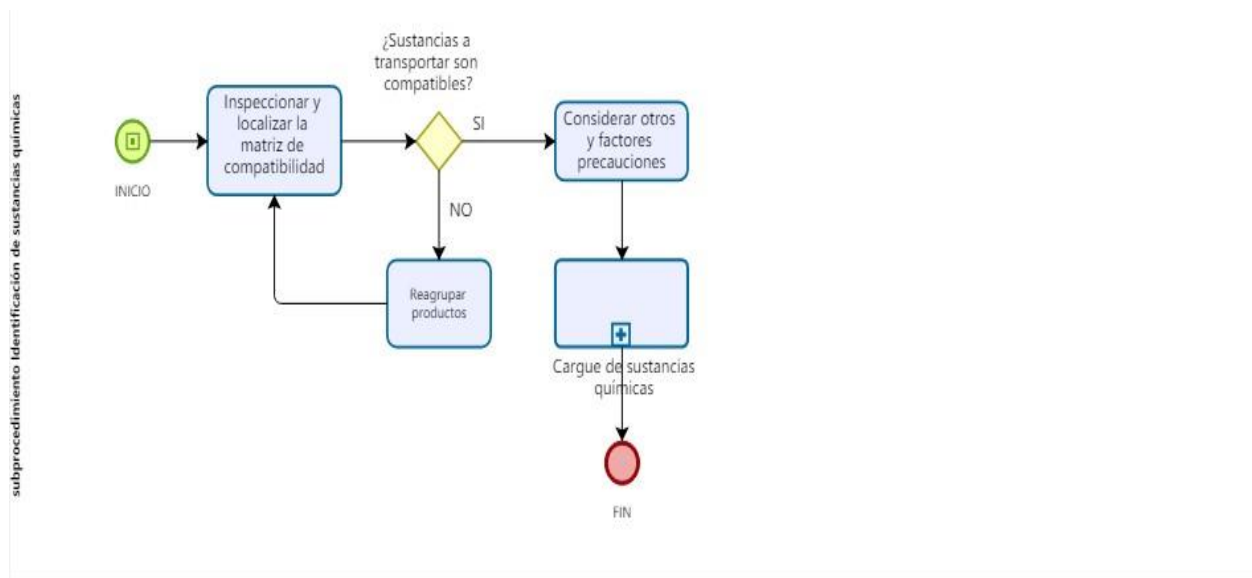 subprocedimiento Identificación de sustancias químicas
INICIO
Inspeccionar y
localizar la
matriz de
compatibilidad
¿Sustancias a
transportar son
compatibles?
SI
NO
Considerar otros
y factores
precauciones
Reagrupar
productos
Cargue de sustancias
químicas
FIN